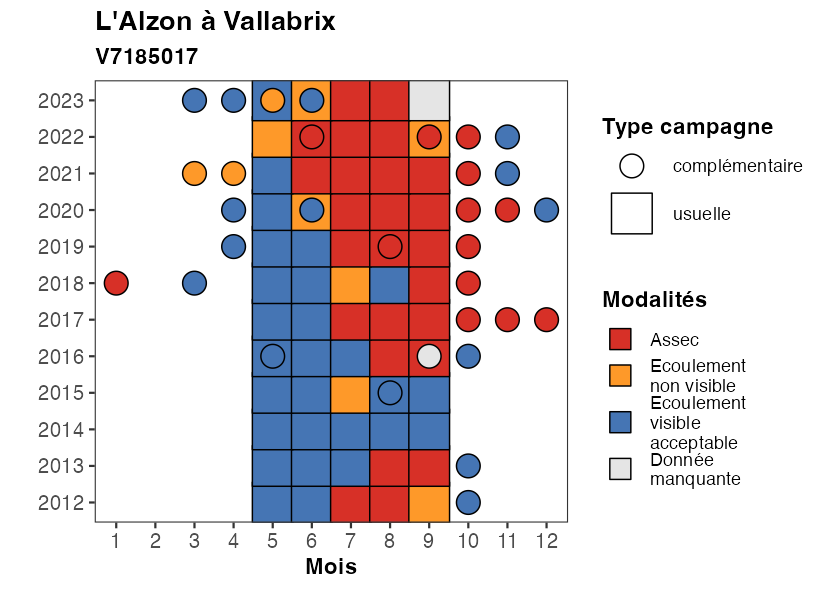 L'Alzon à Vallabrix
V7185017
2023
2022
2021
2020
2019
2018
2017
2016
2015
2014
2013
2012
1 2 3 4 5 6 7 8 9 10 11 12
Mois
Type campagne
complémentaire
usuelle
Modalités
Assec
Ecoulement
non visible
Ecoulement
visible
acceptable
Donnée
manquante